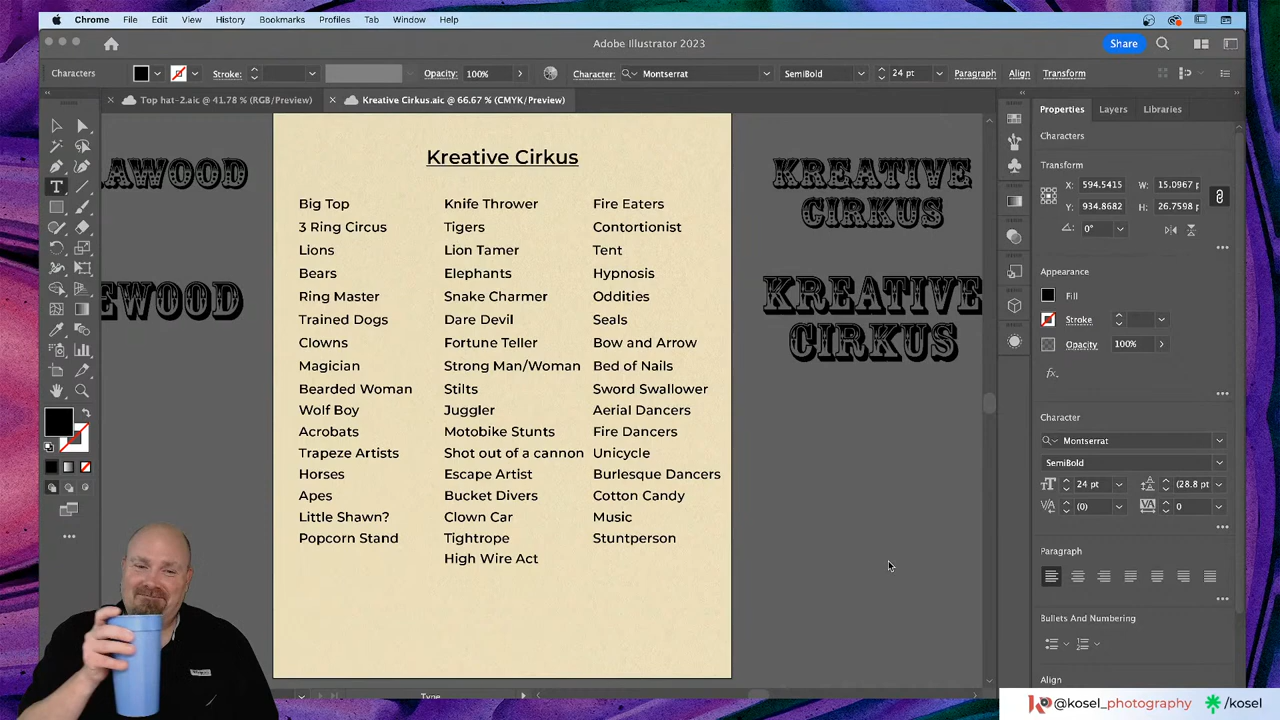 Chrome File Edit View History Bookmarks Profiles Tab Window Help
Adobe Illustrator 2023
Share
Characters Stroke: Opacity: 100% Character: Montserrat SemiBold 24 pt Paragraph Align Transform
Top hat-2.aic @ 41.78 % (RGB/Preview)
Kreative Cirkus.aic @ 66.67 % (CMYK/Preview)
AWOOD
EWOOD
Kreative Cirkus
Big Top
3 Ring Circus
Lions
Bears
Ring Master
Trained Dogs
Clowns
Magician
Bearded Woman
Wolf Boy
Acrobats
Trapeze Artists
Horses
Apes
Little Shawn?
Popcorn Stand
Knife Thrower
Tigers
Lion Tamer
Elephants
Snake Charmer
Dare Devil
Fortune Teller
Strong Man/Woman
Stilts
Juggler
Motobike Stunts
Shot out of a cannon
Escape Artist
Bucket Divers
Clown Car
Tightrope
High Wire Act
Fire Eaters
Contortionist
Tent
Hypnosis
Oddities
Seals
Bow and Arrow
Bed of Nails
Sword Swallower
Aerial Dancers
Fire Dancers
Unicycle
Burlesque Dancers
Cotton Candy
Music
Stuntperson
KREATIVE
CIRKUS
KREATIVE
CIRKUS
Type
Properties Layers Libraries
Characters
Transform
X: 594.5415 W: 15.0967 p
Y: 934.8682 H: 26.7598 p
0°
Appearance
Fill
Stroke
Opacity 100%
fx.
Character
Montserrat
SemiBold
24 pt (28.8 pt
(0) 0
Paragraph
Bullets And Numbering
Align
@kosel_photography /kosel